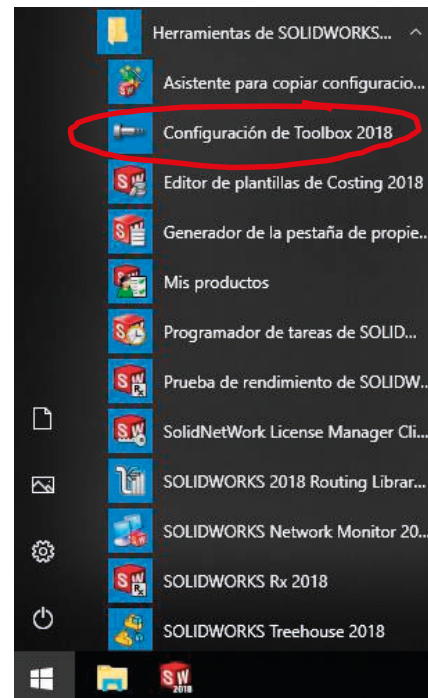 Herramientas de SOLIDWORKS...
Asistente para copiar configuracio...
Configuración de Toolbox 2018
Editor de plantillas de Costing 2018
Generador de la pestaña de propie...
Mis productos
Programador de tareas de SOLID...
Prueba de rendimiento de SOLIDW...
SolidNetWork License Manager Cli...
SOLIDWORKS 2018 Routing Librar...
SOLIDWORKS Network Monitor 20...
SOLIDWORKS Rx 2018
SOLIDWORKS Treehouse 2018
SW
2018